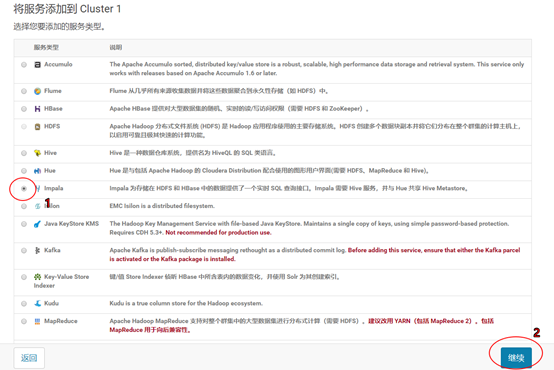 将服务添加到 Cluster 1
选择您要添加的服务类型。
服务类型 说明
Accumulo The Apache Accumulo sorted, distributed key/value store is a robust, scalable, high performance data storage and retrieval system. This service only
works with releases based on Apache Accumulo 1.6 or later.
Flume Flume 从几乎所有来源收集数据并将这些数据聚合到永久性存储（如 HDFS）中。
HBase Apache HBase 提供对大型数据集的随机、实时的读/写访问权限（需要 HDFS 和 ZooKeeper）。
HDFS Apache Hadoop 分布式文件系统 (HDFS) 是 Hadoop 应用程序使用的主要存储系统。HDFS 创建多个数据块副本并将它们分布在整个群集的计算主机上，
以启用可靠且极其快速的计算功能。
Hive Hive 是一种数据仓库系统，提供名为 HiveQL 的 SQL 类语言。
Hue Hue 是与包括 Apache Hadoop 的 Cloudera Distribution 配合使用的图形用户界面(需要 HDFS、MapReduce 和 Hive)。
Impala Impala 为存储在 HDFS 和 HBase 中的数据提供了一个实时 SQL 查询接口。Impala 需要 Hive 服务，并与 Hue 共享 Hive Metastore。
1
Isilon EMC Isilon is a distributed filesystem.
Java KeyStore KMS The Hadoop Key Management Service with file-based Java KeyStore. Maintains a single copy of keys, using simple password-based protection.
Requires CDH 5.3+. Not recommended for production use.
Kafka Apache Kafka is publish-subscribe messaging rethought as a distributed commit log. Before adding this service, ensure that either the Kafka parcel
is activated or the Kafka package is installed.
Key-Value Store 键/值 Store Indexer 侦听 HBase 中所含表内的数据变化，并使用 Solr 为其创建索引。
Indexer
Kudu Kudu is a true column store for the Hadoop ecosystem.
MapReduce Apache Hadoop MapReduce 支持对整个群集中的大型数据集进行分布式计算（需要 HDFS）。建议改用 YARN（包括 MapReduce 2）。包括
MapReduce 用于向后兼容性。
2
返回 继续